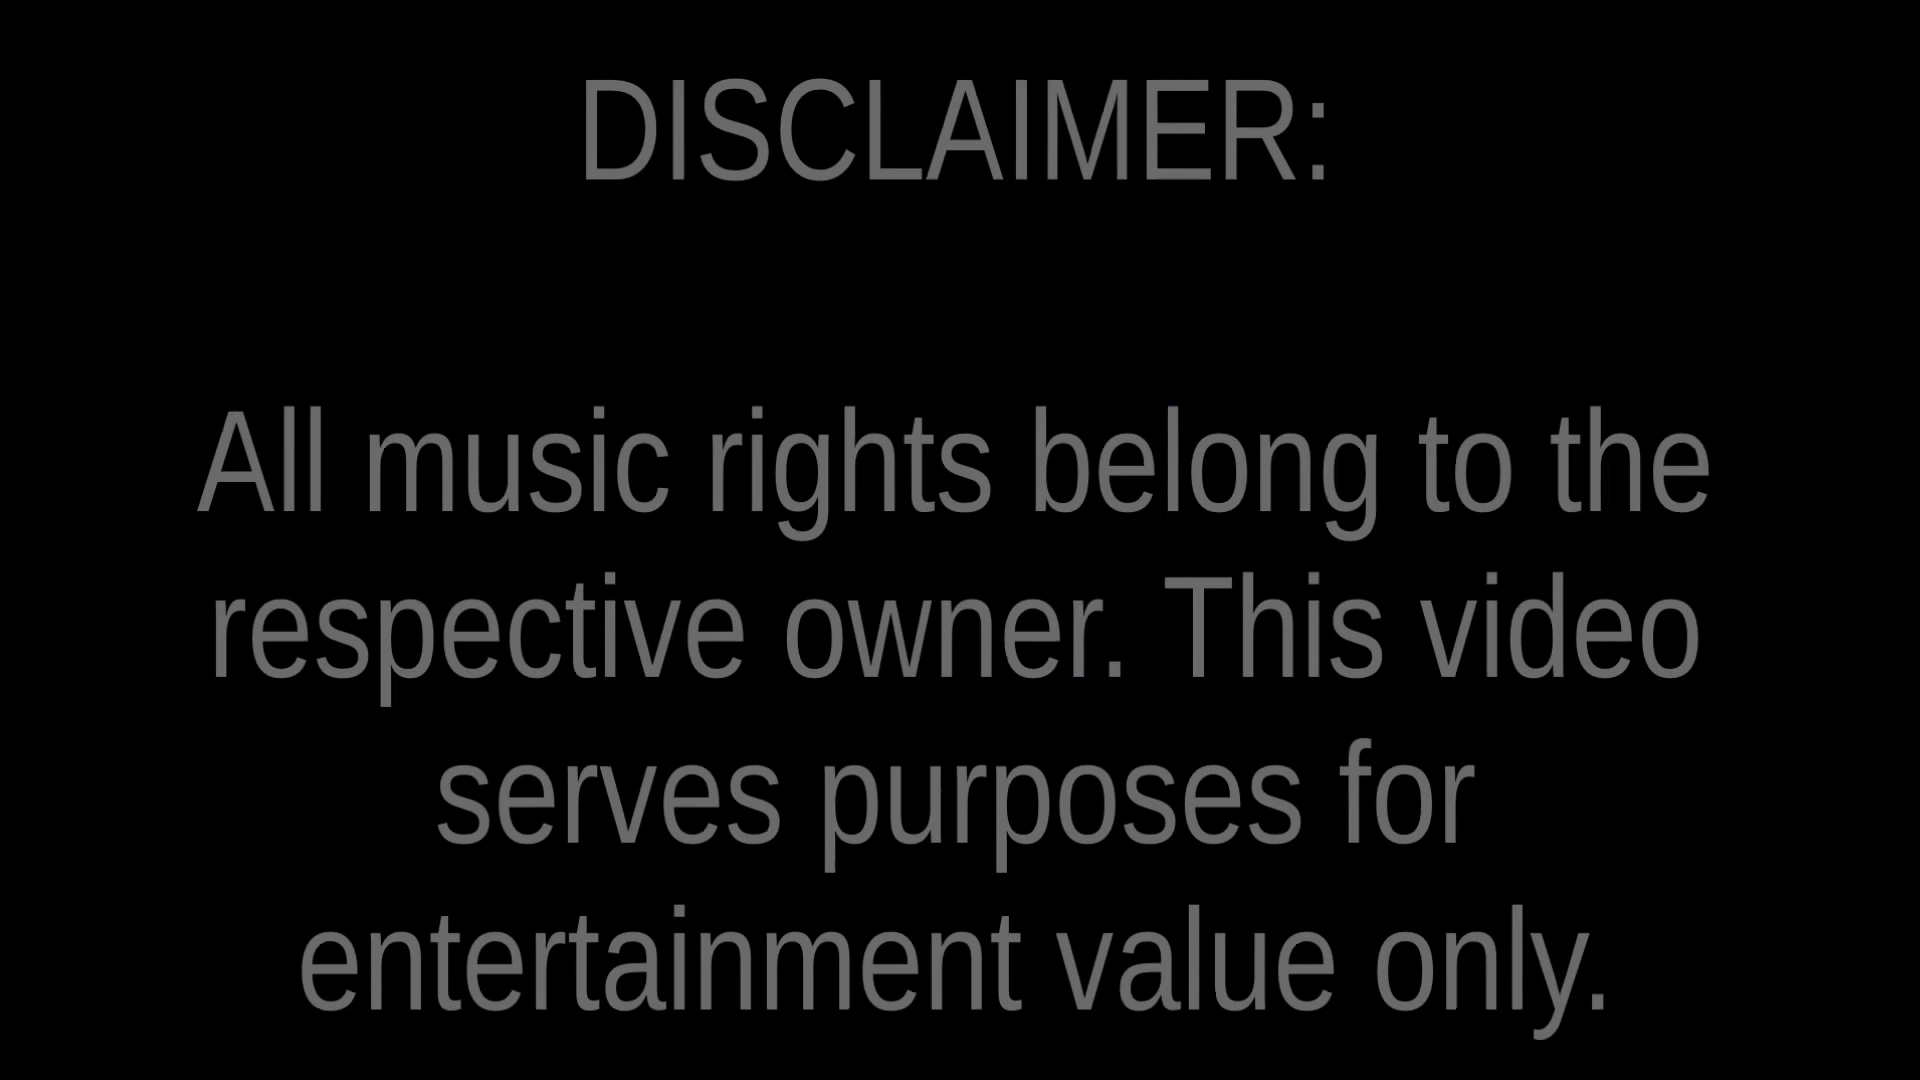 DISCLAIMER:
All music rights belong to the
respective owner. This video
serves purposes for
entertainment value only.